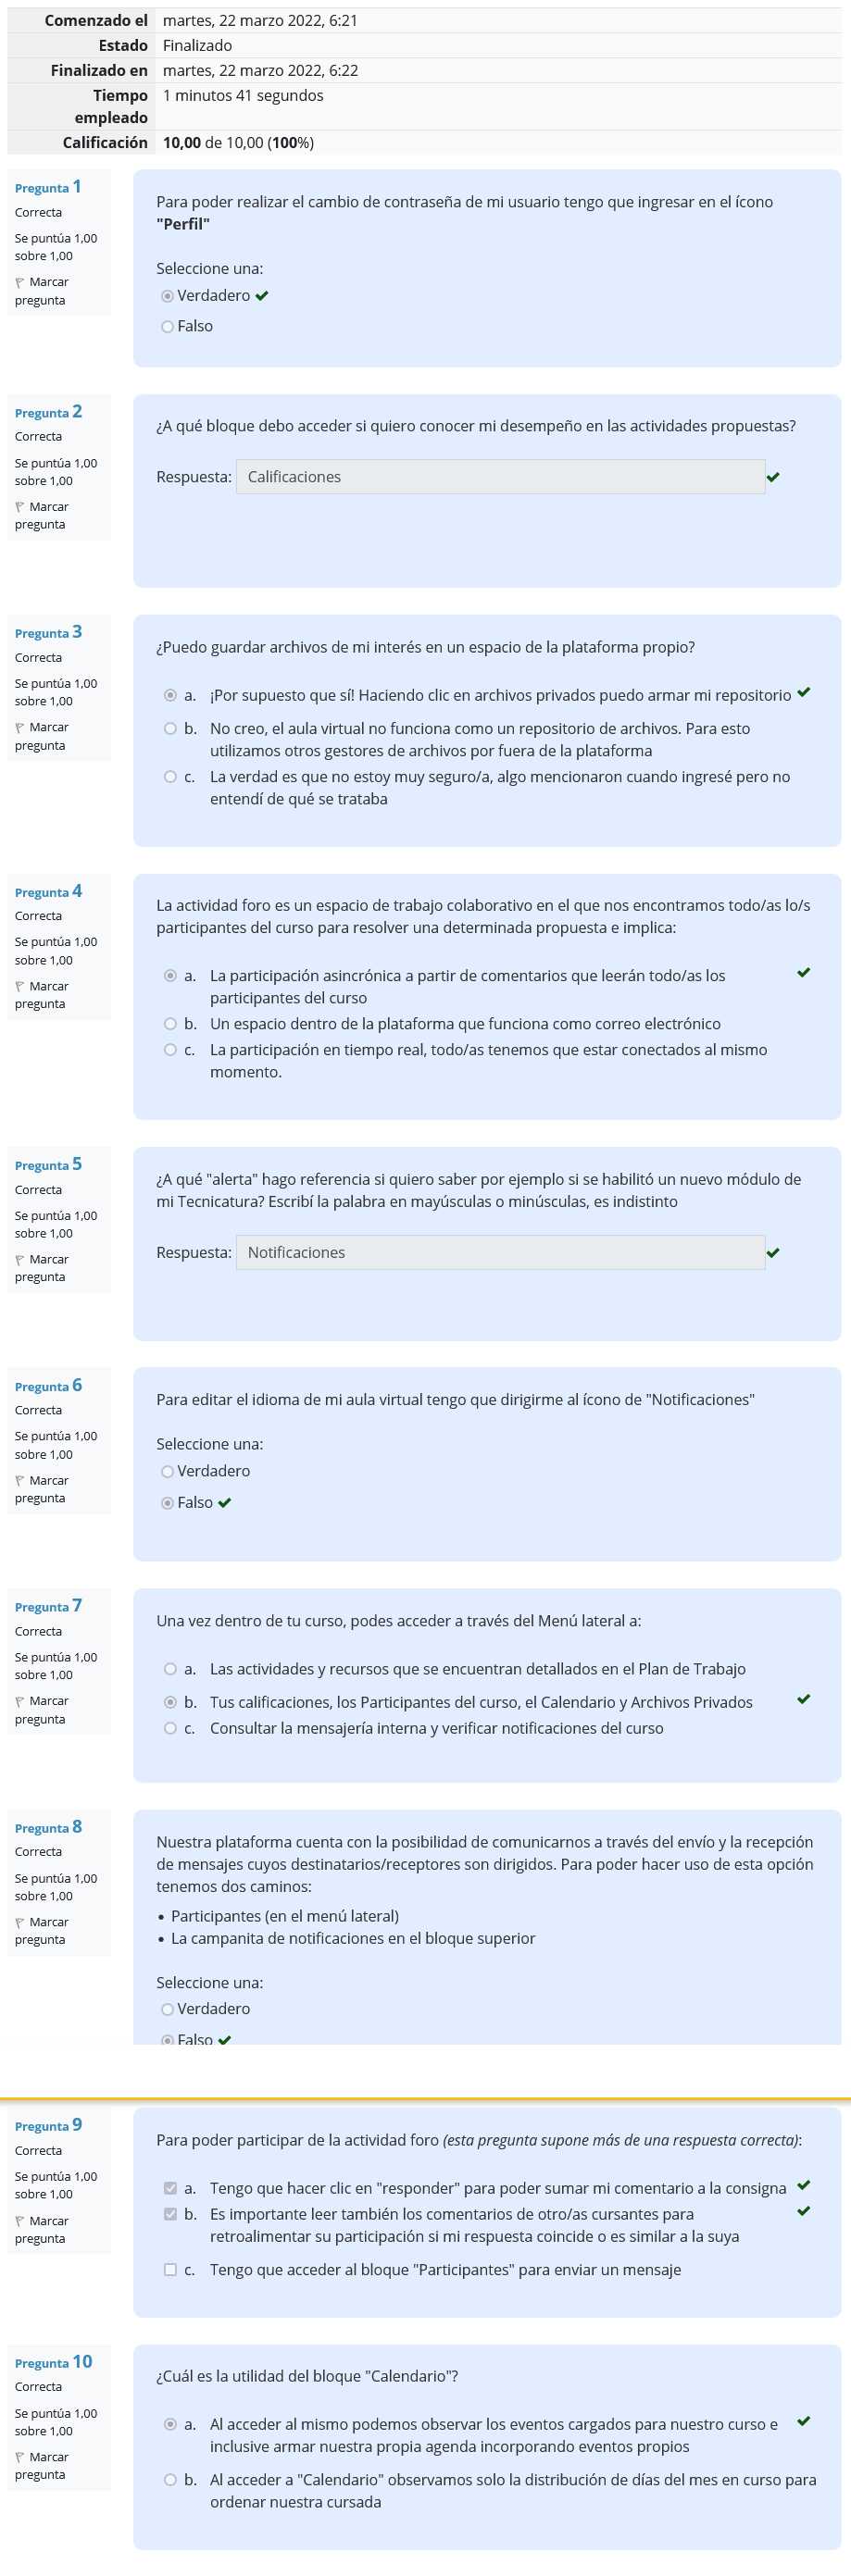 Comenzado el martes, 22 marzo 2022, 6:21
Estado Finalizado
Finalizado en martes, 22 marzo 2022, 6:22
Tiempo 1 minutos 41 segundos
empleado
Calificación 10,00 de 10,00 (100%)
Pregunta 1
Correcta
Se puntúa 1,00
sobre 1,00
Marcar
pregunta
Para poder realizar el cambio de contraseña de mi usuario tengo que ingresar en el ícono
"Perfil"
Seleccione una:
Verdadero
Falso
Pregunta 2
Correcta
Se puntúa 1,00
sobre 1,00
Marcar
pregunta
¿A qué bloque debo acceder si quiero conocer mi desempeño en las actividades propuestas?
Respuesta: Calificaciones
Pregunta 3
Correcta
Se puntúa 1,00
sobre 1,00
Marcar
pregunta
¿Puedo guardar archivos de mi interés en un espacio de la plataforma propio?
a. ¡Por supuesto que sí! Haciendo clic en archivos privados puedo armar mi repositorio
b. No creo, el aula virtual no funciona como un repositorio de archivos. Para esto
utilizamos otros gestores de archivos por fuera de la plataforma
c. La verdad es que no estoy muy seguro/a, algo mencionaron cuando ingresé pero no
entendí de qué se trataba
Pregunta 4
Correcta
Se puntúa 1,00
sobre 1,00
Marcar
pregunta
La actividad foro es un espacio de trabajo colaborativo en el que nos encontramos todo/as lo/s
participantes del curso para resolver una determinada propuesta e implica:
a. La participación asincrónica a partir de comentarios que leerán todo/as los
participantes del curso
b. Un espacio dentro de la plataforma que funciona como correo electrónico
c. La participación en tiempo real, todo/as tenemos que estar conectados al mismo
momento.
Pregunta 5
Correcta
Se puntúa 1,00
sobre 1,00
Marcar
pregunta
¿A qué "alerta" hago referencia si quiero saber por ejemplo si se habilitó un nuevo módulo de
mi Tecnicatura? Escribí la palabra en mayúsculas o minúsculas, es indistinto
Respuesta: Notificaciones
Pregunta 6
Correcta
Se puntúa 1,00
sobre 1,00
Marcar
pregunta
Para editar el idioma de mi aula virtual tengo que dirigirme al ícono de "Notificaciones"
Seleccione una:
Verdadero
Falso
Pregunta 7
Correcta
Se puntúa 1,00
sobre 1,00
Marcar
pregunta
Una vez dentro de tu curso, podes acceder a través del Menú lateral a:
a. Las actividades y recursos que se encuentran detallados en el Plan de Trabajo
b. Tus calificaciones, los Participantes del curso, el Calendario y Archivos Privados
c. Consultar la mensajería interna y verificar notificaciones del curso
Pregunta 8
Correcta
Se puntúa 1,00
sobre 1,00
Marcar
pregunta
Nuestra plataforma cuenta con la posibilidad de comunicarnos a través del envío y la recepción
de mensajes cuyos destinatarios/receptores son dirigidos. Para poder hacer uso de esta opción
tenemos dos caminos:
• Participantes (en el menú lateral)
• La campanita de notificaciones en el bloque superior
Seleccione una:
Verdadero
Falso
Pregunta 9
Correcta
Se puntúa 1,00
sobre 1,00
Marcar
pregunta
Para poder participar de la actividad foro (esta pregunta supone más de una respuesta correcta):
a. Tengo que hacer clic en "responder" para poder sumar mi comentario a la consigna
b. Es importante leer también los comentarios de otro/as cursantes para
retroalimentar su participación si mi respuesta coincide o es similar a la suya
c. Tengo que acceder al bloque "Participantes" para enviar un mensaje
Pregunta 10
Correcta
Se puntúa 1,00
sobre 1,00
Marcar
pregunta
¿Cuál es la utilidad del bloque "Calendario"?
a. Al acceder al mismo podemos observar los eventos cargados para nuestro curso e
inclusive armar nuestra propia agenda incorporando eventos propios
b. Al acceder a "Calendario" observamos solo la distribución de días del mes en curso para
ordenar nuestra cursada